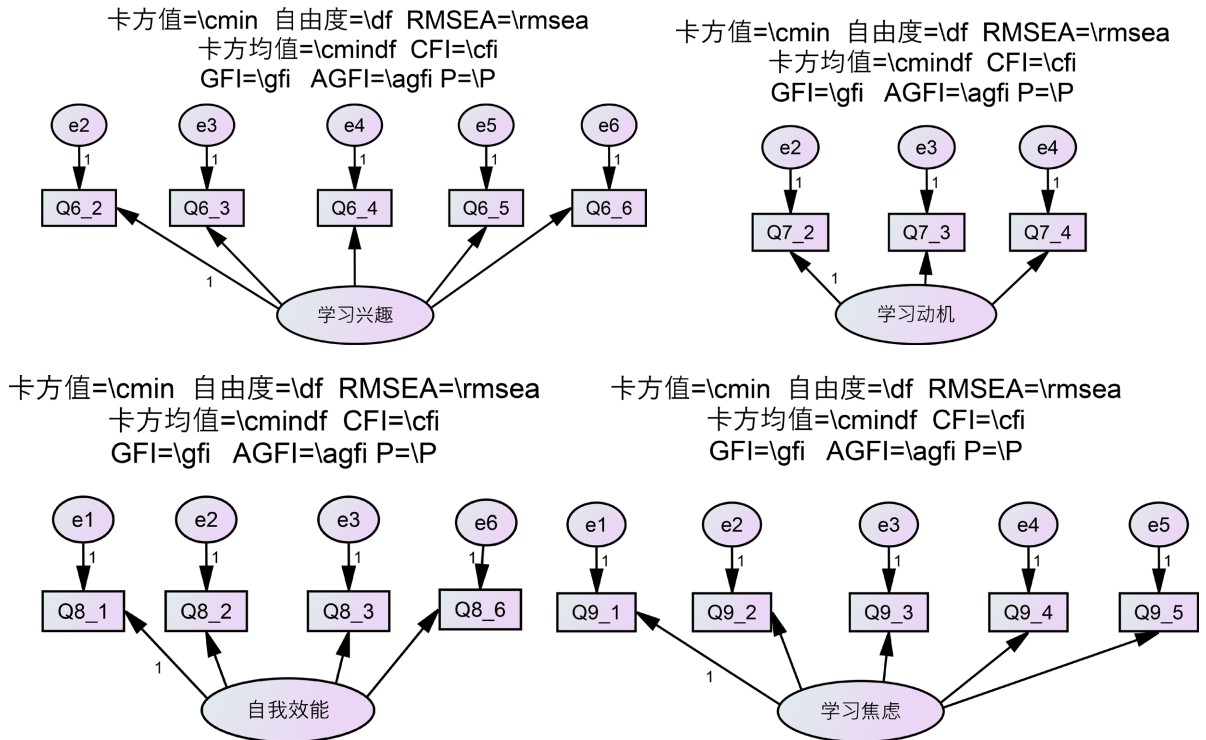 卡方值=\cmin 自由度=\df RMSEA=\rmsea
卡方均值=\cmindf CFI=\cfi
GFI=\gfi AGFI=\agfi P=\P
e2 e3 e4 e5 e6
1 1 1 1 1
Q6_2 Q6_3 Q6_4 Q6_5 Q6_6
1
学习兴趣
卡方值=\cmin 自由度=\df RMSEA=\rmsea
卡方均值=\cmindf CFI=\cfi
GFI=\gfi AGFI=\agfi P=\P
e2 e3 e4
1 1 1
Q7_2 Q7_3 Q7_4
1
学习动机
卡方值=\cmin 自由度=\df RMSEA=\rmsea
卡方均值=\cmindf CFI=\cfi
GFI=\gfi AGFI=\agfi P=\P
e1 e2 e3 e6
1 1 1 1
Q8_1 Q8_2 Q8_3 Q8_6
1
自我效能
卡方值=\cmin 自由度=\df RMSEA=\rmsea
卡方均值=\cmindf CFI=\cfi
GFI=\gfi AGFI=\agfi P=\P
e1 e2 e3 e4 e5
1 1 1 1 1
Q9_1 Q9_2 Q9_3 Q9_4 Q9_5
1
学习焦虑